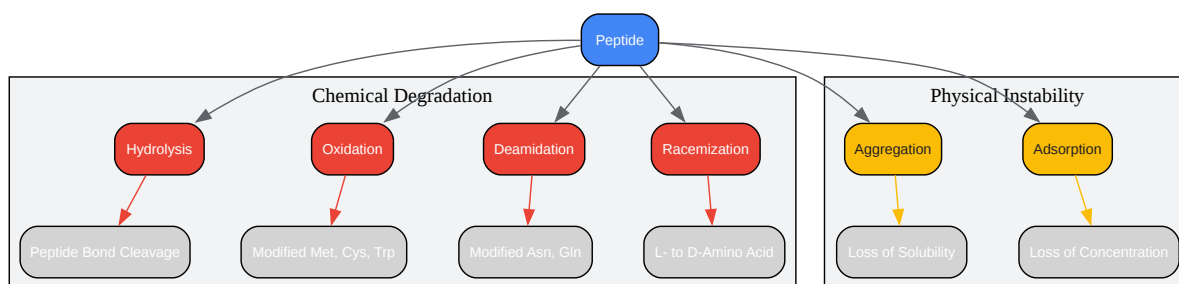 Peptide
Chemical Degradation
Physical Instability
Hydrolysis
Oxidation
Deamidation
Racemization
Aggregation
Adsorption
Peptide Bond Cleavage
Modified Met, Cys, Trp
Modified Asn, Gln
L- to D-Amino Acid
Loss of Solubility
Loss of Concentration